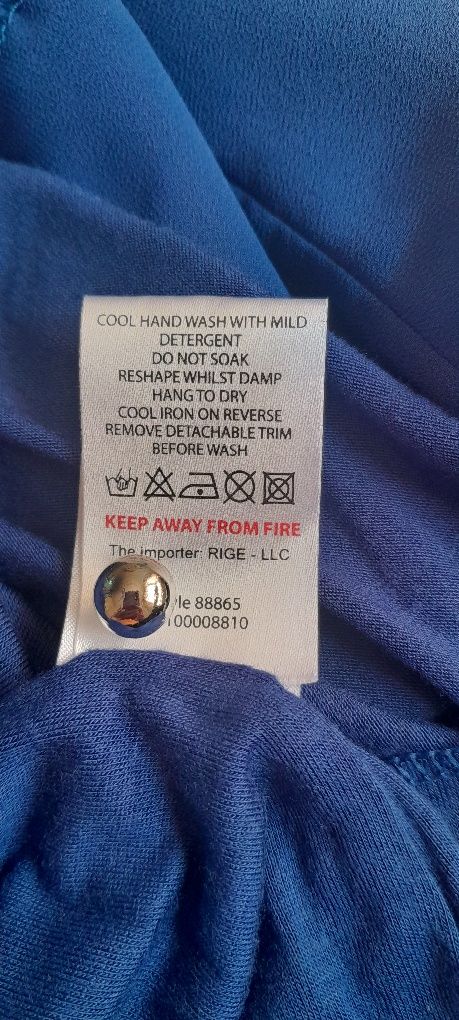 COOL HAND WASH WITH MILD
DETERGENT
DO NOT SOAK
RESHAPE WHILST DAMP
HANG TO DRY
COOL IRON ON REVERSE
REMOVE DETACHABLE TRIM
BEFORE WASH
KEEP AWAY FROM FIRE
The importer: RIGE - LLC
88865
100008810